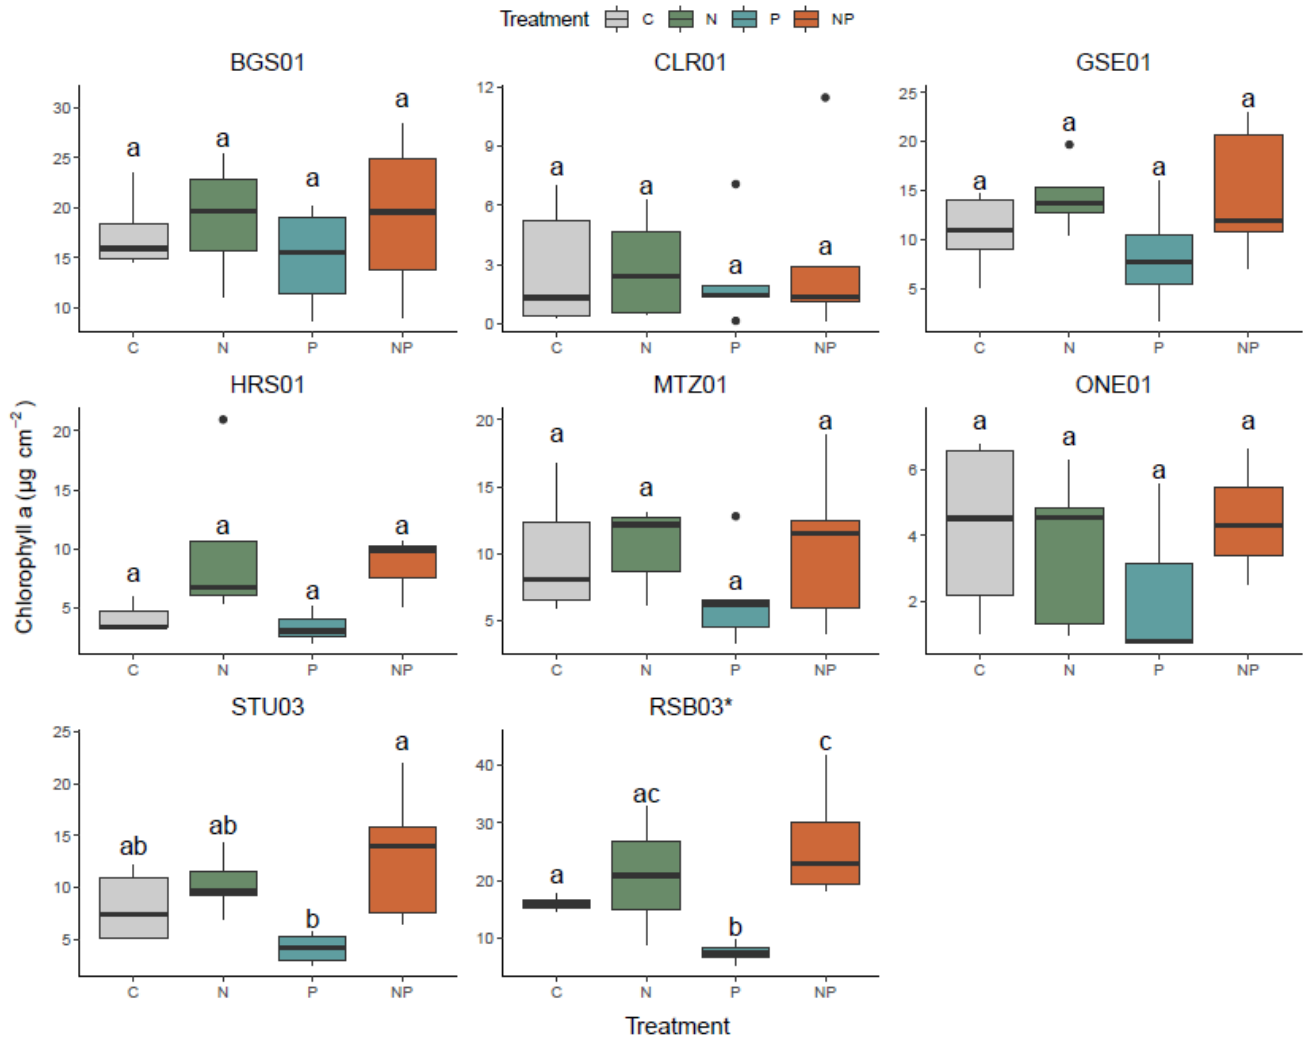 Treatment C N P NP
BGS01 CLR01 GSE01
30
25
20
15
10
a a a a
C N P NP
12
9
6
3
0
a a a a
C N P NP
25
20
15
10
5
a a a a
C N P NP
HRS01 MTZ01 ONE01
Chlorophyll a (µg cm−2)
20
15
10
5
a a a a
C N P NP
20
15
10
5
a a a a
C N P NP
6
4
2
a a a a
C N P NP
STU03 RSB03*
25
20
15
10
5
ab ab b a
C N P NP
40
30
20
10
a ac b c
C N P NP
Treatment